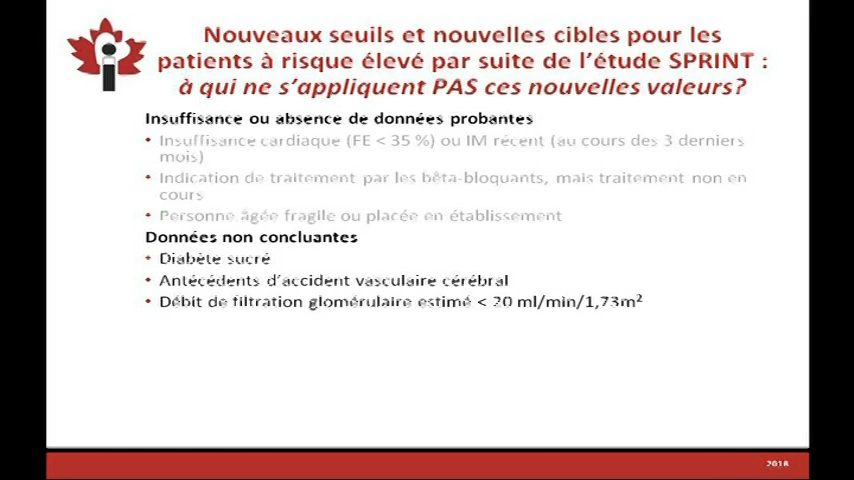 Nouveaux seuils et nouvelles cibles pour les
patients à risque élevé par suite de l'étude SPRINT :
à qui ne s'appliquent PAS ces nouvelles valeurs?
Insuffisance ou absence de données probantes
• Insuffisance cardiaque (FE < 35 %) ou IM récent (au cours des 3 derniers
mois)
• Indication de traitement par les bêta-bloquants, mais traitement non en
cours
• Personne âgée fragile ou placée en établissement
Données non concluantes
• Diabète sucré
• Antécédents d'accident vasculaire cérébral
• Débit de filtration glomérulaire estimé < 20 ml/min/1,73m²
2016